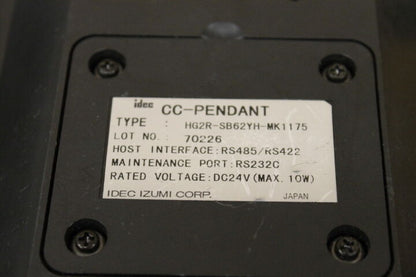 idec CC-PENDANT
TYPE : HG2R-SB62YH-MK1175
LOT NO. 70226
HOST INTERFACE:RS485/RS422
MAINTENANCE PORT:RS232C
RATED VOLTAGE:DC24V(MAX. 10W)
IDEC IZUMI CORP. JAPAN